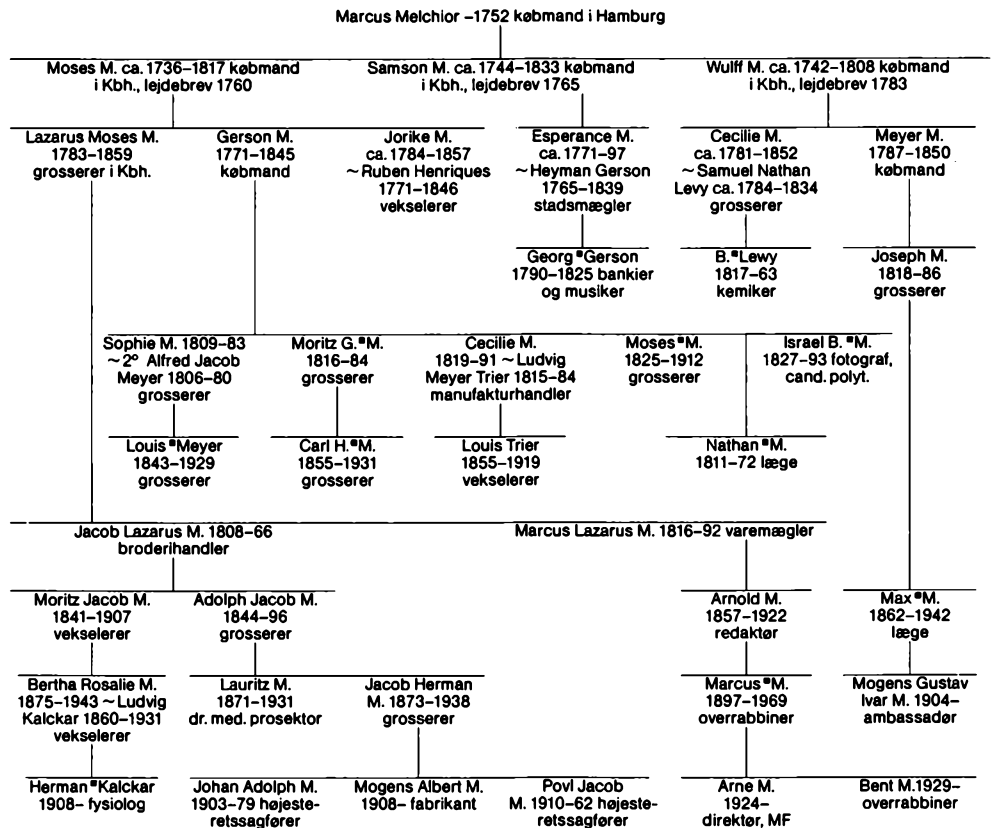 Marcus Melchior –1752 købmand i Hamburg
Moses M. ca. 1736–1817 købmand
i Kbh., lejdebrev 1760
Samson M. ca. 1744–1833 købmand
i Kbh., lejdebrev 1765
Wulff M. ca. 1742–1808 købmand
i Kbh., lejdebrev 1783
Lazarus Moses M.
1783–1859
grosserer i Kbh.
Gerson M.
1771–1845
købmand
Jorike M.
ca. 1784–1857
~ Ruben Henriques
1771–1846
vekselerer
Esperance M.
ca. 1771–97
~ Heyman Gerson
1765–1839
stadsmægler
Cecilie M.
ca. 1781–1852
~ Samuel Nathan
Levy ca. 1784–1834
grosserer
Meyer M.
1787–1850
købmand
Georg *Gerson
1790–1825 bankier
og musiker
B. *Lewy
1817–63
kemiker
Joseph M.
1818–86
grosserer
Sophie M. 1809–83
~ 2° Alfred Jacob
Meyer 1806–80
grosserer
Moritz G. *M.
1816–84
grosserer
Cecilie M.
1819–91 ~ Ludvig
Meyer Trier 1815–84
manufakturhandler
Moses *M.
1825–1912
grosserer
Israel B. *M.
1827–93 fotograf,
cand. polyt.
Louis *Meyer
1843–1929
grosserer
Carl H. *M.
1855–1931
grosserer
Louis Trier
1855–1919
vekselerer
Nathan *M.
1811–72 læge
Jacob Lazarus M. 1808–66
broderihandler
Marcus Lazarus M. 1816–92 varemægler
Moritz Jacob M.
1841–1907
vekselerer
Adolph Jacob M.
1844–96
grosserer
Arnold M.
1857–1922
redaktør
Max *M.
1862–1942
læge
Bertha Rosalie M.
1875–1943 ~ Ludvig
Kalckar 1860–1931
vekselerer
Lauritz M.
1871–1931
dr. med. prosektor
Jacob Herman
M. 1873–1938
grosserer
Marcus *M.
1897–1969
overrabbiner
Mogens Gustav
Ivar M. 1904–
ambassadør
Herman *Kalckar
1908– fysiolog
Johan Adolph M.
1903–79 højeste-
retssagfører
Mogens Albert M.
1908– fabrikant
Povl Jacob
M. 1910–62 højeste-
retssagfører
Arne M.
1924–
direktør, MF
Bent M.1929–
overrabbiner